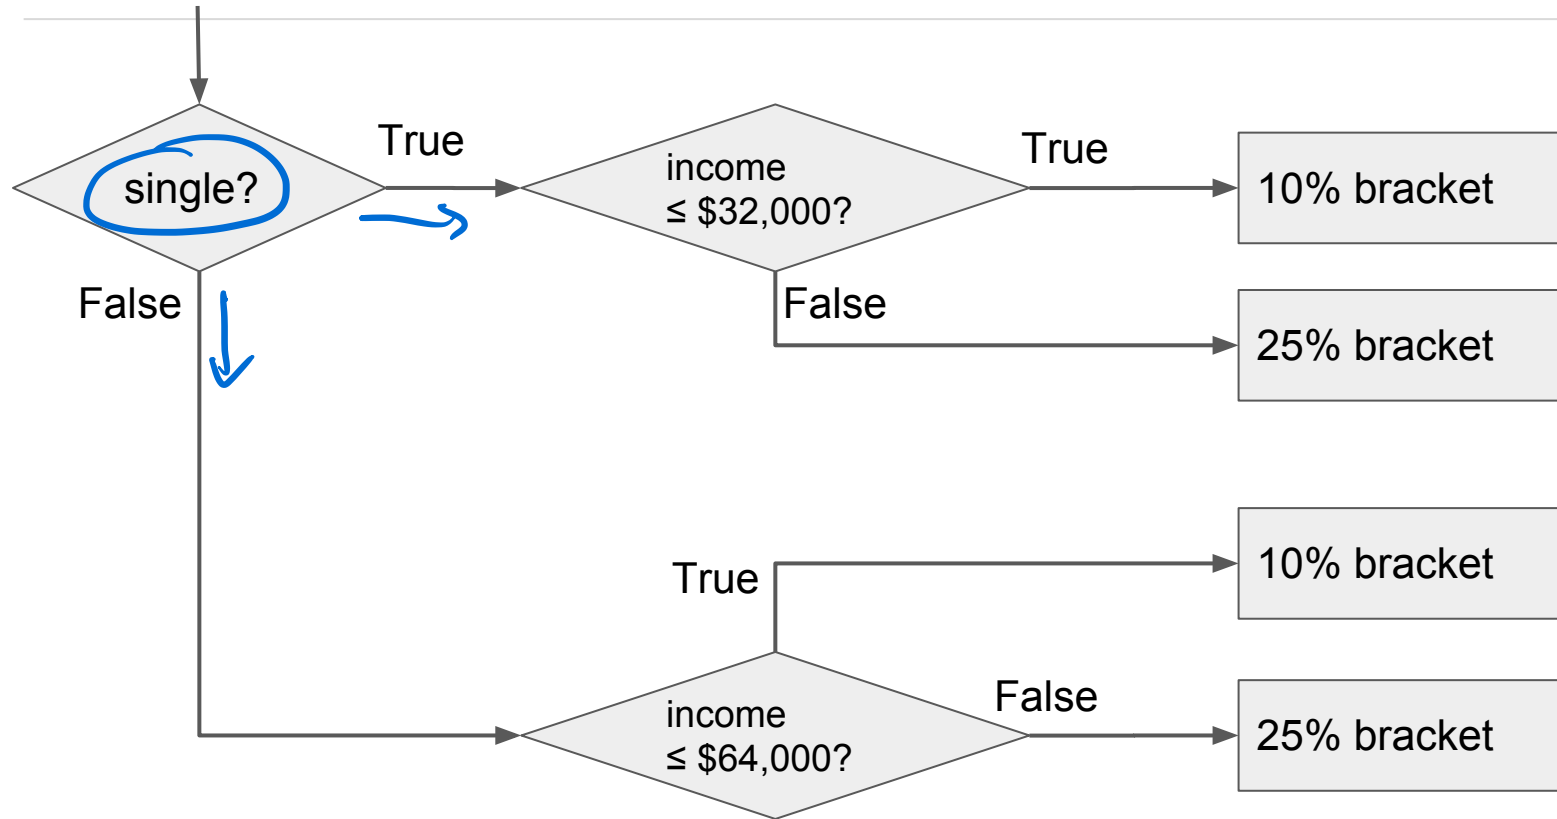 single?
True
income
≤ $32,000?
True
10% bracket
False
25% bracket
False
True
10% bracket
income
≤ $64,000?
False
25% bracket